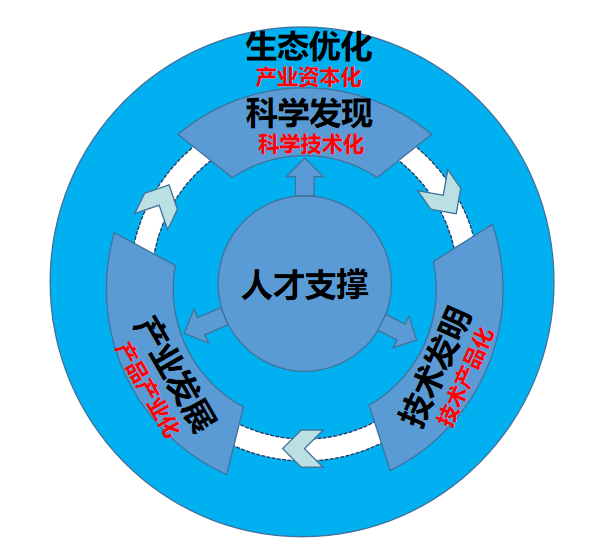 生态优化
产业资本化
科学发现
科学技术化
人才支撑
产业发展
产品产业化
技术发明
技术产品化